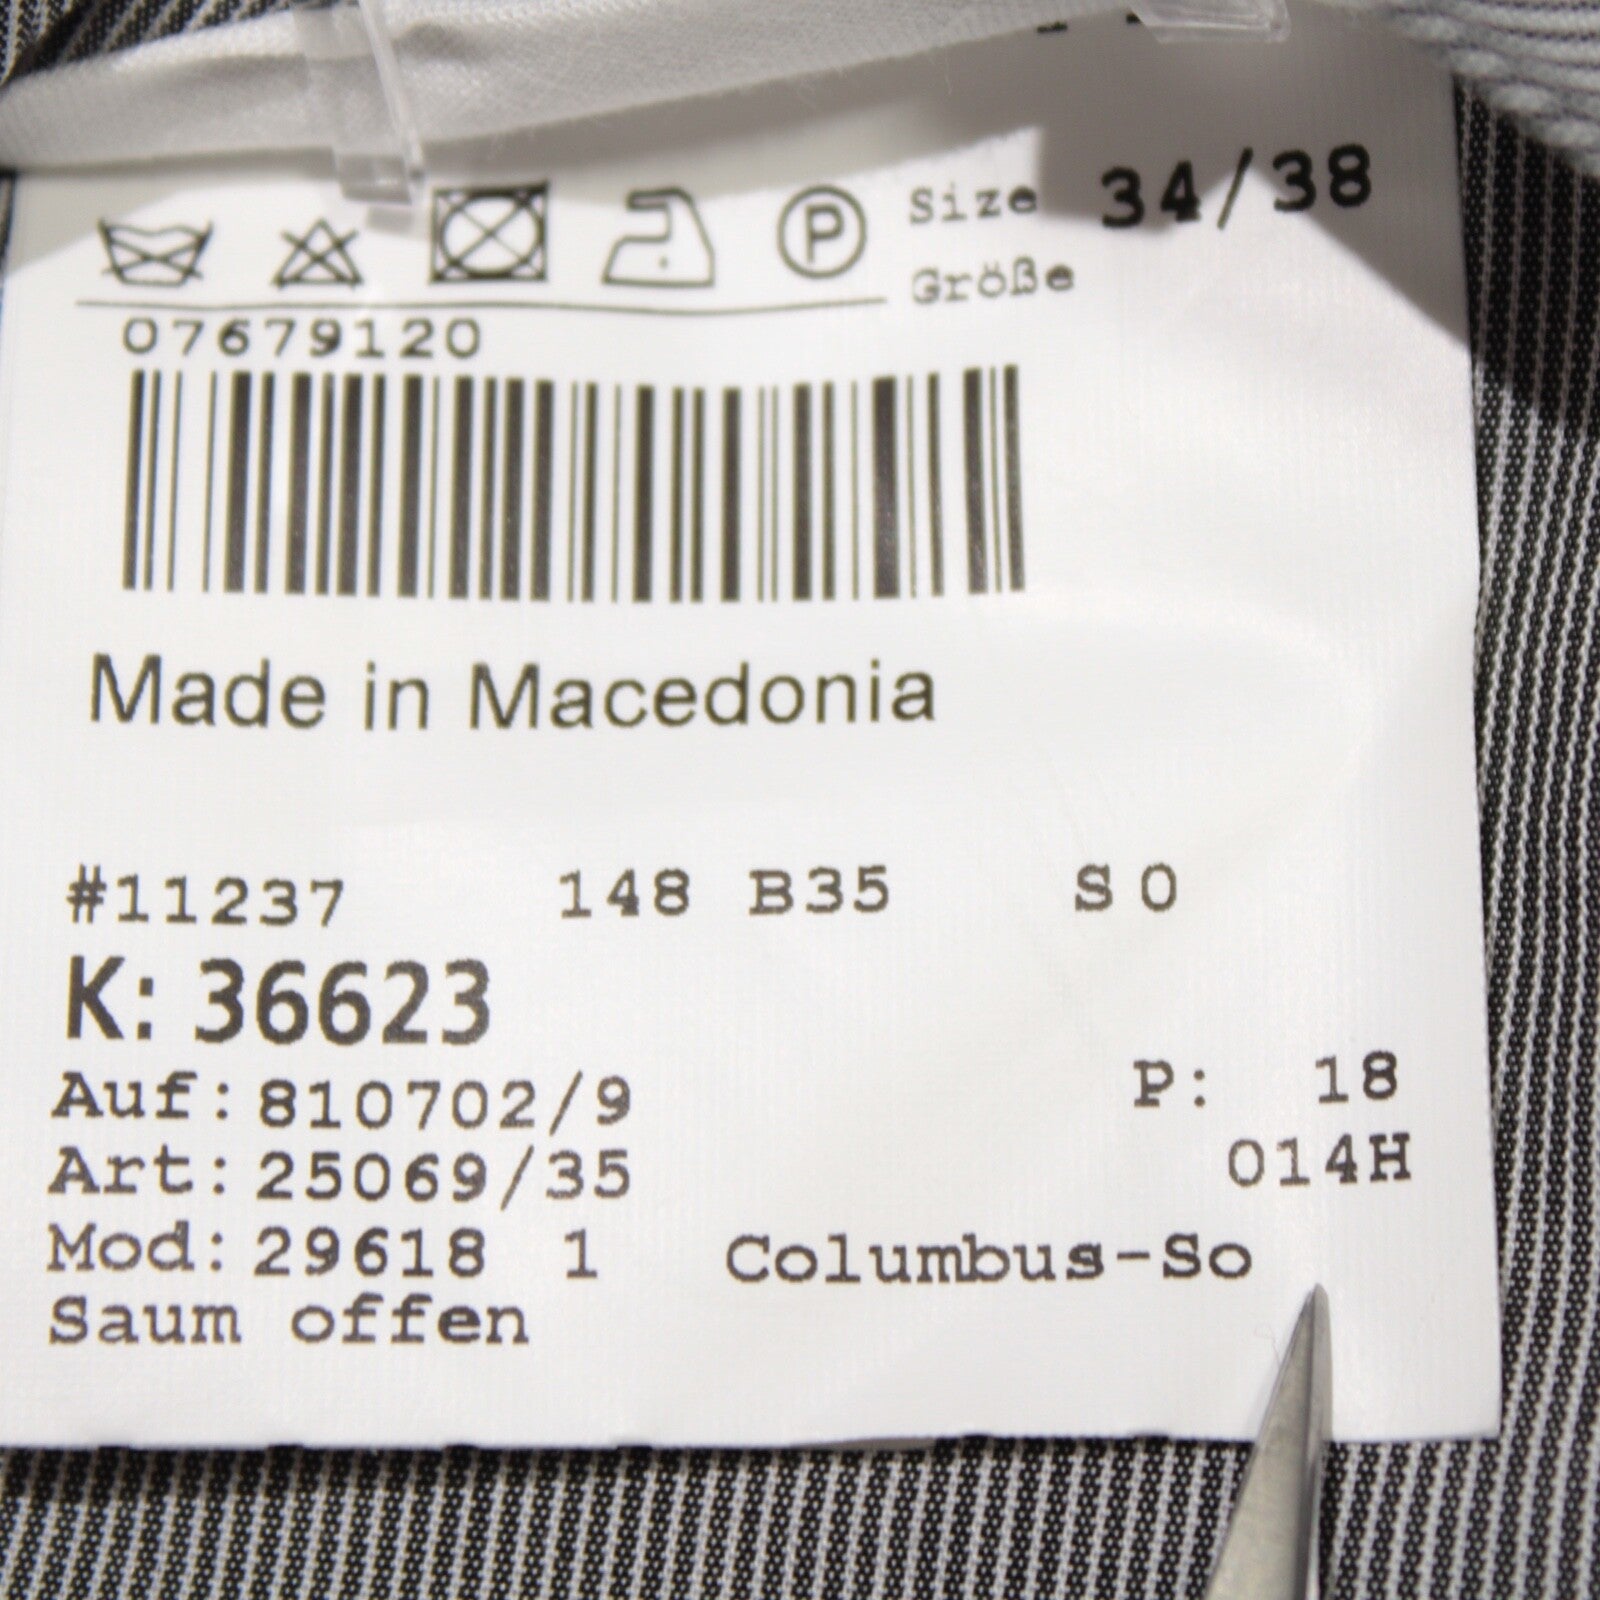 P
Size 34/38
Größe
07679120
Made in Macedonia
#11237 148 B35 S0
K: 36623
Auf: 810702/9 P: 18
Art: 25069/35 014H
Mod: 29618 1 Columbus-So
Saum offen